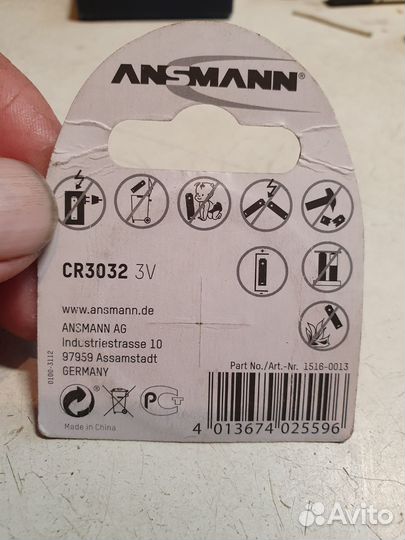 ANSMANN®
CR3032 3V
www.ansmann.de
ANSMANN AG
Industriestrasse 10
97959 Assamstadt
GERMANY
0100-3112
Part No./Art.-Nr. 1516-0013
Made in China
4 013674 025596
Avito